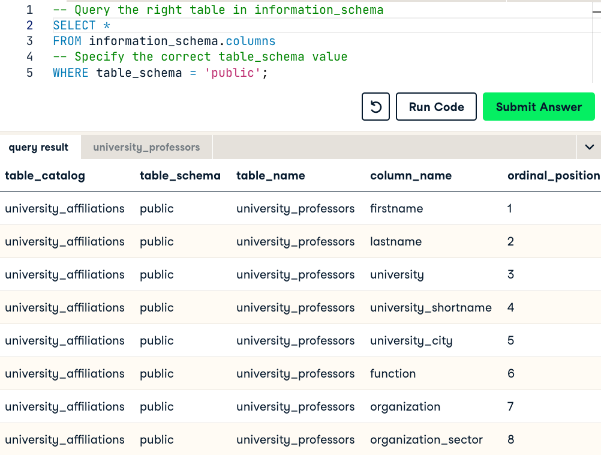 1 -- Query the right table in information_schema
2 SELECT *
3 FROM information_schema.columns
4 -- Specify the correct table_schema value
5 WHERE table_schema = 'public';
Run Code Submit Answer
query result university_professors
table_catalog table_schema table_name column_name ordinal_position
university_affiliations public university_professors firstname 1
university_affiliations public university_professors lastname 2
university_affiliations public university_professors university 3
university_affiliations public university_professors university_shortname 4
university_affiliations public university_professors university_city 5
university_affiliations public university_professors function 6
university_affiliations public university_professors organization 7
university_affiliations public university_professors organization_sector 8